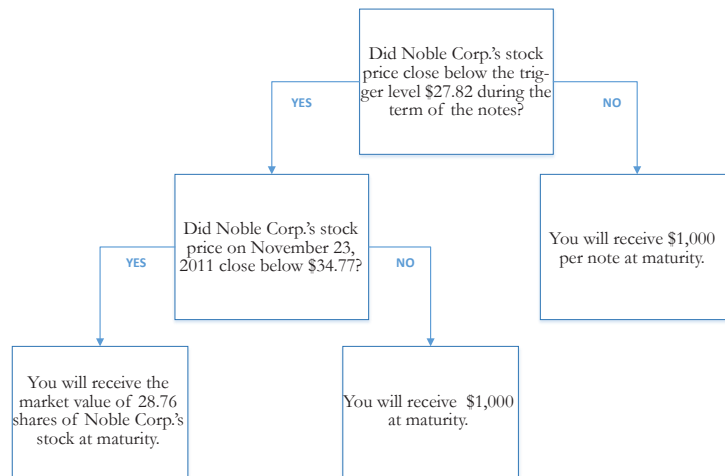 Did Noble Corp.'s stock
price close below the trig-
ger level $27.82 during the
term of the notes?
YES
NO
Did Noble Corp.'s stock
price on November 23,
2011 close below $34.77?
You will receive $1,000
per note at maturity.
YES
NO
You will receive the
market value of 28.76
shares of Noble Corp.'s
stock at maturity.
You will receive $1,000
at maturity.